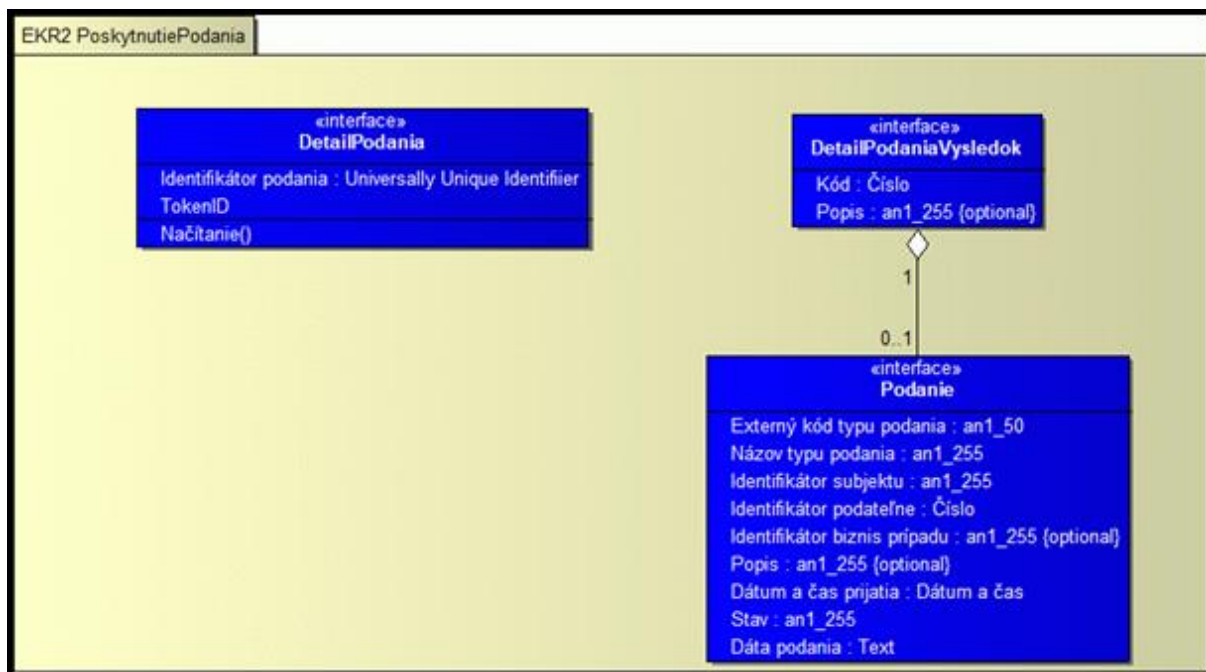 EKR2 PoskytnutiePodania
«interface»
DetailPodania
Identifikátor podania : Universally Unique Identifiier
TokenID
Načítanie()
«interface»
DetailPodaniaVysledok
Kód : Číslo
Popis : an1_255 {optional}
1
0..1
«interface»
Podanie
Externý kód typu podania : an1_50
Názov typu podania : an1_255
Identifikátor subjektu : an1_255
Identifikátor podateľne : Číslo
Identifikátor biznis prípadu : an1_255 {optional}
Popis : an1_255 {optional}
Dátum a čas prijatia : Dátum a čas
Stav : an1_255
Dáta podania : Text